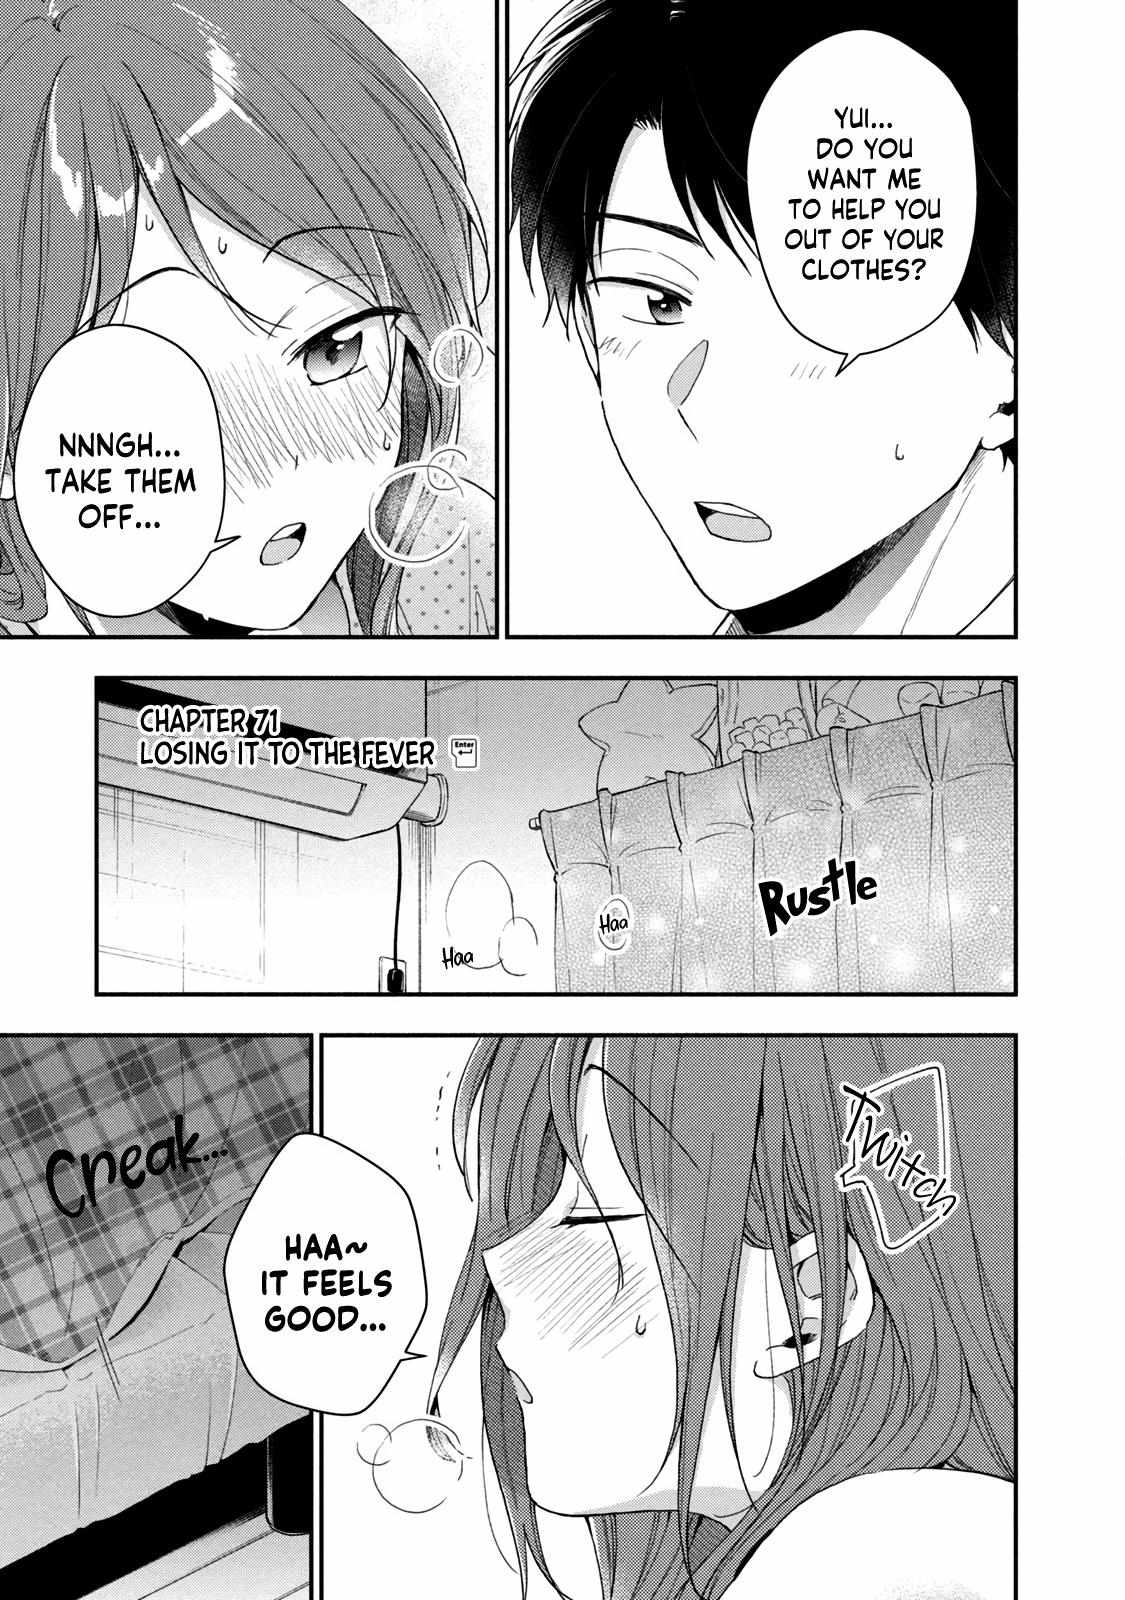 YUI...
DO YOU
WANT ME
TO HELP YOU
OUT OF YOUR
CLOTHES?
NNNGH...
TAKE THEM
OFF...
CHAPTER 71
LOSING IT TO THE FEVER
Enter
Rustle
Haa
Haa
Twitch
HAA~
IT FEELS
GOOD...
Creak...